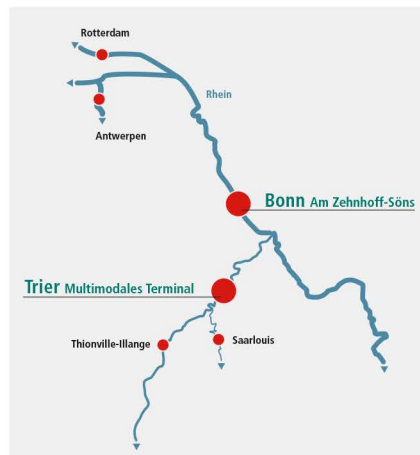 Rotterdam
Rhein
Antwerpen
Bonn Am Zehnhoff-Söns
Trier Multimodales Terminal
Thionville-Illange
Saarlouis